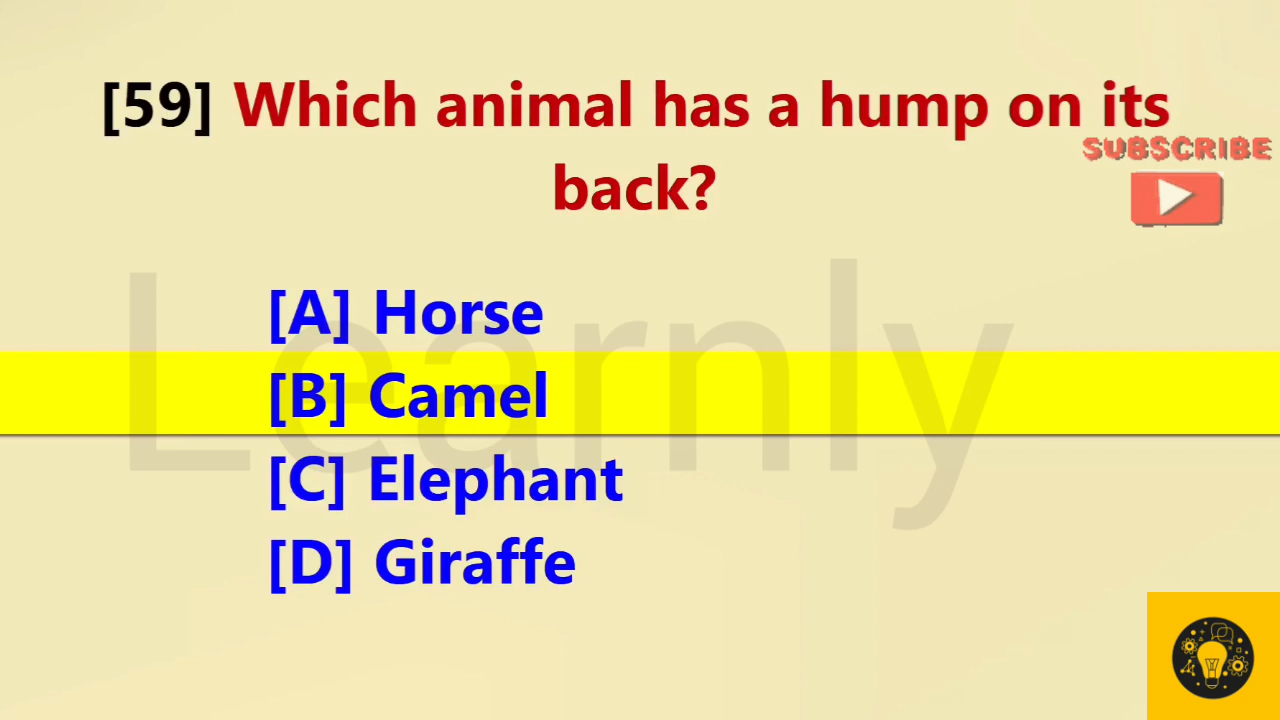 [59] Which animal has a hump on its
back?
SUBSCRIBE
[A] Horse
[B] Camel
[C] Elephant
[D] Giraffe
Learnly